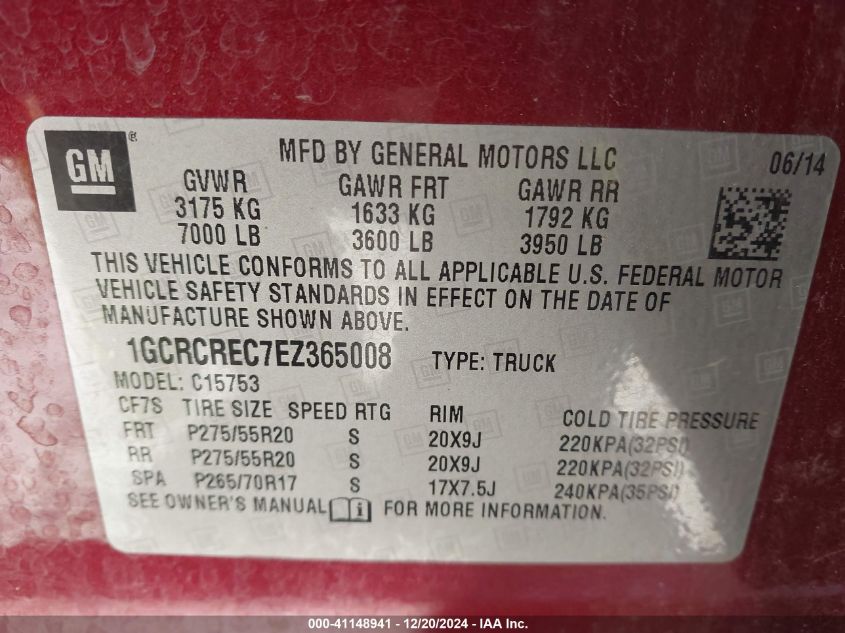 GM ®
MFD BY GENERAL MOTORS LLC 06/14
GVWR GAWR FRT GAWR RR
3175 KG 1633 KG 1792 KG
7000 LB 3600 LB 3950 LB
THIS VEHICLE CONFORMS TO ALL APPLICABLE U.S. FEDERAL MOTOR
VEHICLE SAFETY STANDARDS IN EFFECT ON THE DATE OF
MANUFACTURE SHOWN ABOVE.
1GCRCREC7EZ365008 TYPE: TRUCK
MODEL: C15753
CF7S TIRE SIZE SPEED RTG RIM COLD TIRE PRESSURE
FRT P275/55R20 S 20X9J 220KPA(32PSI)
RR P275/55R20 S 20X9J 220KPA(32PSI)
SPA P265/70R17 S 17X7.5J 240KPA(35PSI)
SEE OWNER'S MANUAL i FOR MORE INFORMATION.
000-41148941 - 12/20/2024 - IAA Inc.